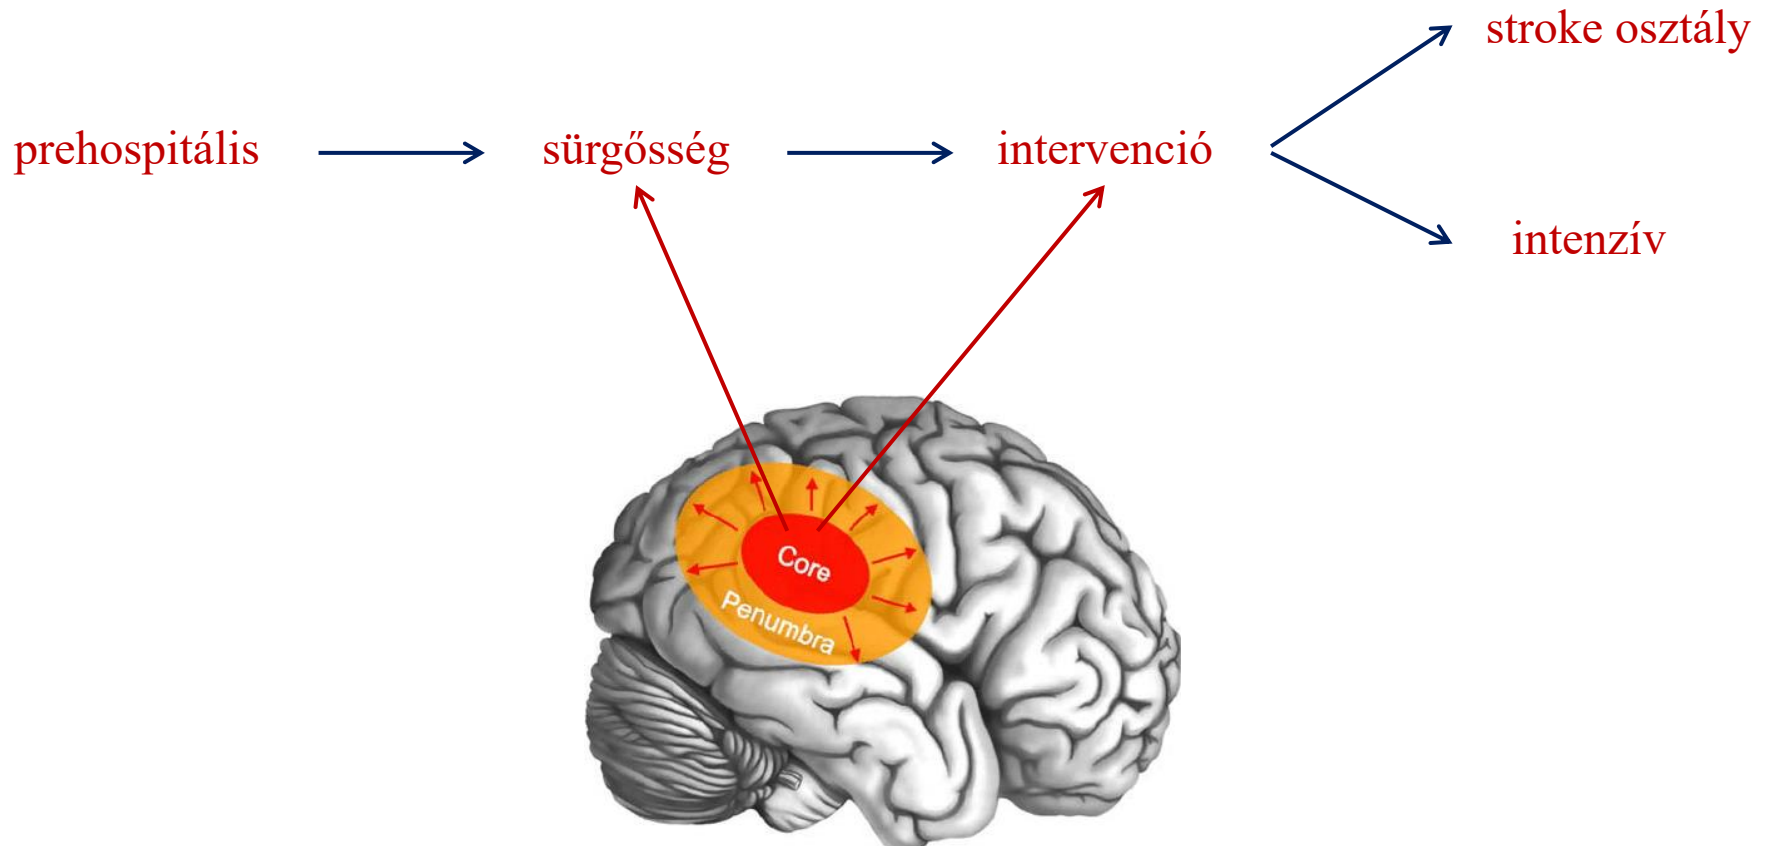 stroke osztály
prehospitális
sürgősség
intervenció
intenzív
Core
Penumbra